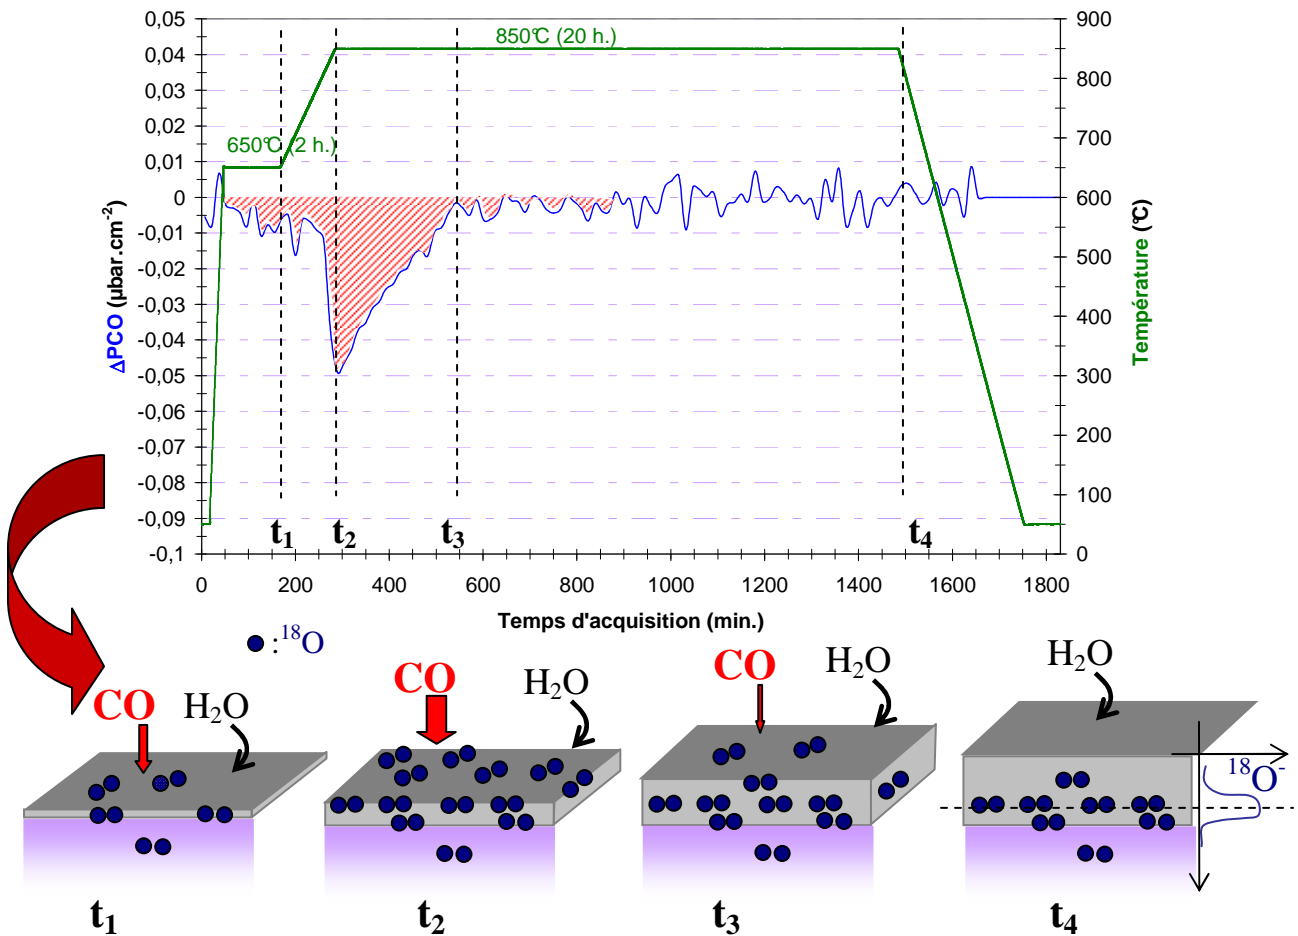 0,05
0,04
0,03
0,02
0,01
0
-0,01
-0,02
-0,03
-0,04
-0,05
-0,06
-0,07
-0,08
-0,09
-0,1
ΔPCO (µbar.cm⁻²)
900
800
700
600
500
400
300
200
100
0
Température (°C)
850°C (20 h.)
650°C (2 h.)
t₁ t₂ t₃ t₄
0 200 400 600 800 1000 1200 1400 1600 1800
Temps d'acquisition (min.)
:¹⁸O
CO H₂O
CO H₂O
CO H₂O
H₂O
¹⁸O⁻
t₁ t₂ t₃ t₄